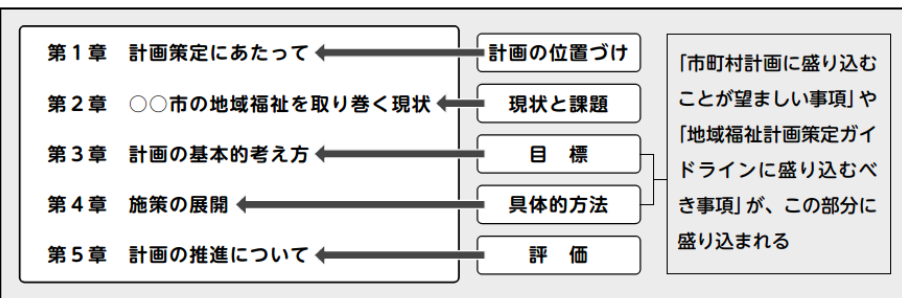 第1章 計画策定にあたって
計画の位置づけ
第2章 ○○市の地域福祉を取り巻く現状
現状と課題
第3章 計画の基本的考え方
目 標
第4章 施策の展開
具体的方法
第5章 計画の推進について
評 価
「市町村計画に盛り込む
ことが望ましい事項」や
「地域福祉計画策定ガイ
ドラインに盛り込むべ
き事項」が、この部分に
盛り込まれる